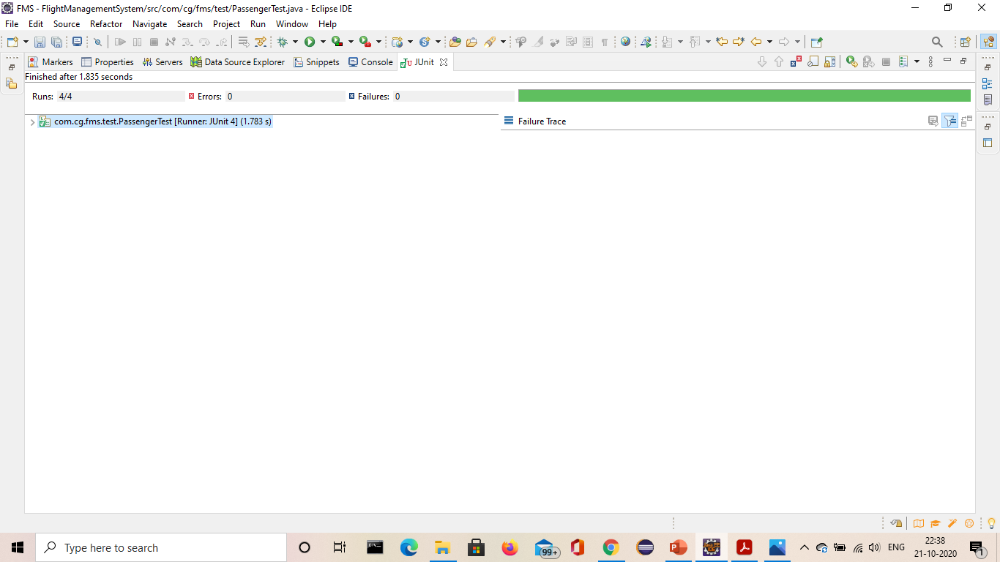 FMS - FlightManagementSystem/src/com/cg/fms/test/PassengerTest.java - Eclipse IDE
File Edit Source Refactor Navigate Search Project Run Window Help
Markers Properties Servers Data Source Explorer Snippets Console JUnit
Finished after 1.835 seconds
Runs: 4/4 Errors: 0 Failures: 0
com.cg.fms.test.PassengerTest [Runner: JUnit 4] (1.783 s) Failure Trace
Type here to search 99+ ENG 22:38
21-10-2020 1